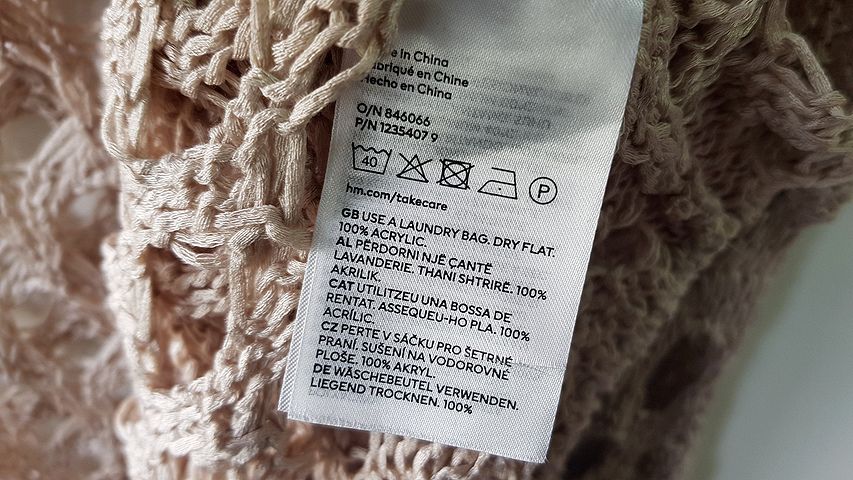 e in China
abriqué en Chine
Hecho en China
O/N 846066
P/N 1235407 9
40
P
hm.com/takecare
GB USE A LAUNDRY BAG. DRY FLAT.
100% ACRYLIC.
AL PËRDORNI NJË ÇANTË
LAVANDERIE. THANI SHTRIRË. 100%
AKRILIK.
CAT UTILITZEU UNA BOSSA DE
RENTAT. ASSEQUEU-HO PLA. 100%
ACRÍLIC.
CZ PERTE V SÁČKU PRO ŠETRNÉ
PRANÍ. SUŠENÍ NA VODOROVNÉ
PLOŠE. 100% AKRYL.
DE WÄSCHEBEUTEL VERWENDEN.
LIEGEND TROCKNEN. 100%